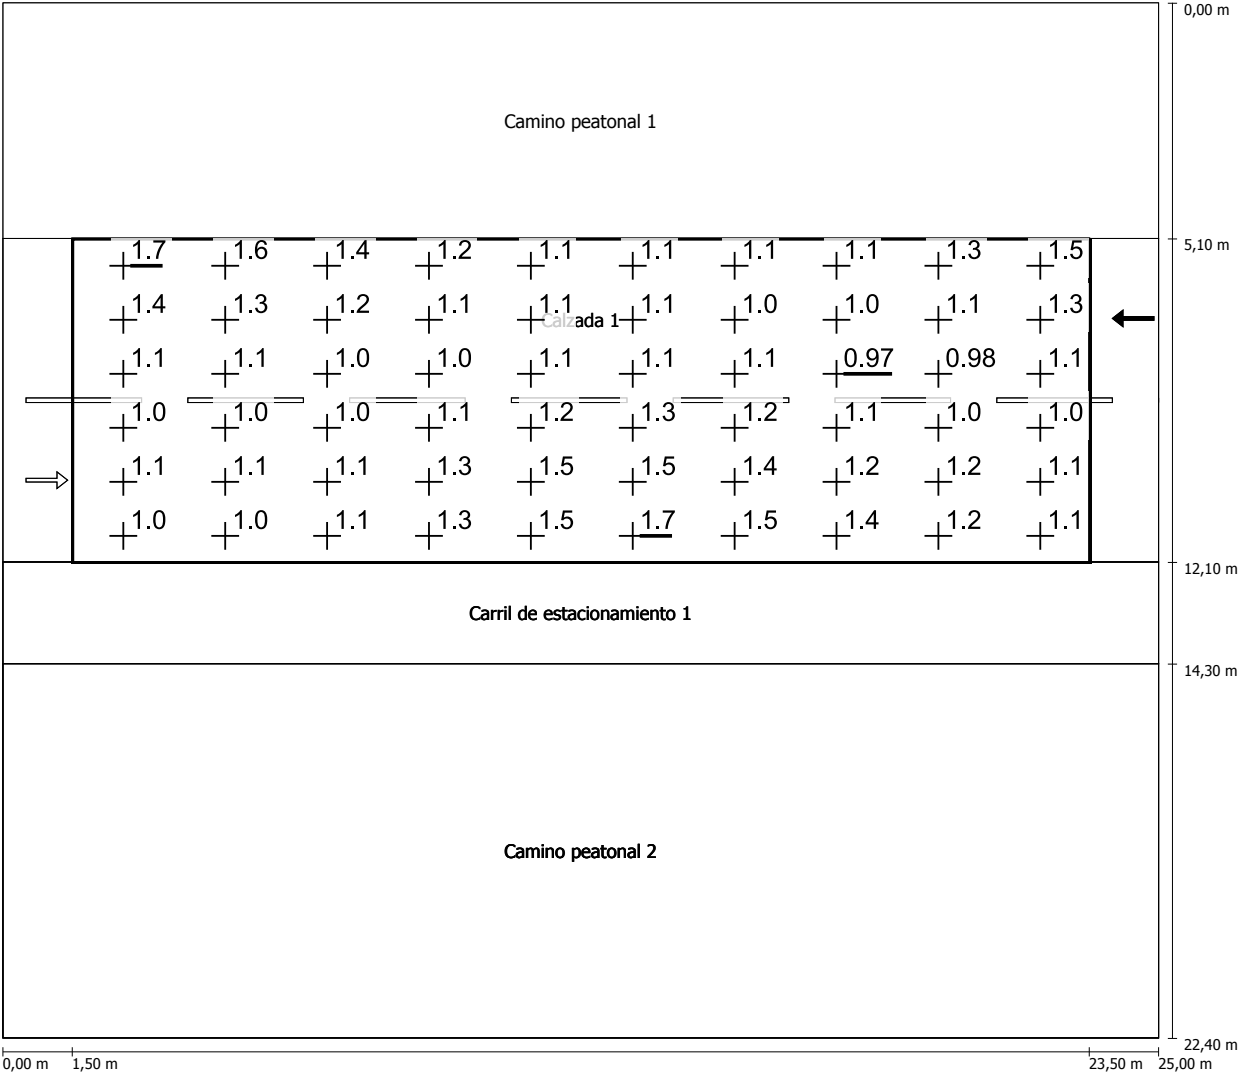 0,00 m
Camino peatonal 1
5,10 m
1.7 1.6 1.4 1.2 1.1 1.1 1.1 1.1 1.3 1.5
1.4 1.3 1.2 1.1 1.1 1.1 1.0 1.0 1.1 1.3
Calzada 1
1.1 1.1 1.0 1.0 1.1 1.1 1.1 0.97 0.98 1.1
1.0 1.0 1.0 1.1 1.2 1.3 1.2 1.1 1.0 1.0
1.1 1.1 1.1 1.3 1.5 1.5 1.4 1.2 1.2 1.1
1.0 1.0 1.1 1.3 1.5 1.7 1.5 1.4 1.2 1.1
12,10 m
Carril de estacionamiento 1
14,30 m
Camino peatonal 2
22,40 m
0,00 m 1,50 m 23,50 m 25,00 m